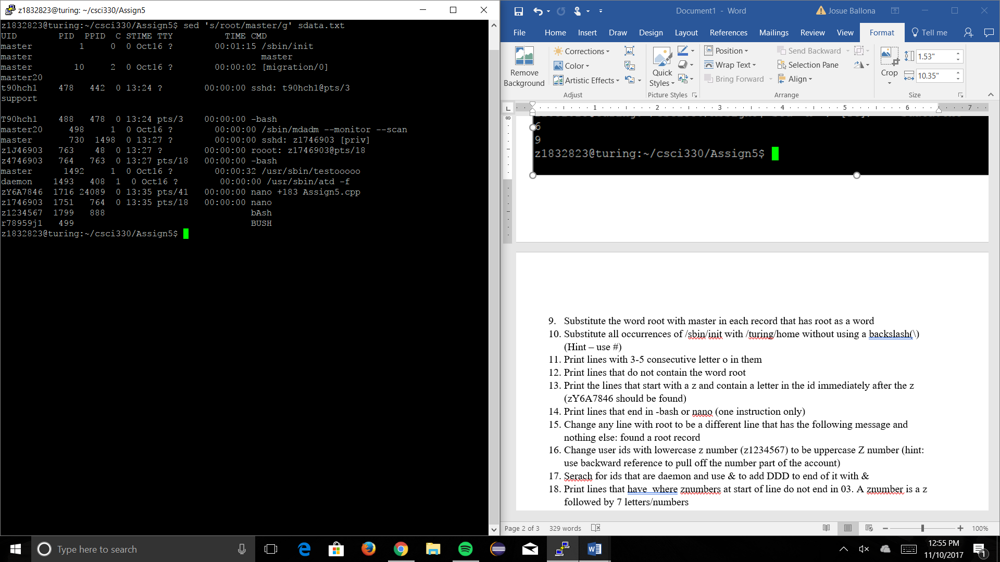 z1832823@turing: ~/csci330/Assign5
z1832823@turing:~/csci330/Assign5$ sed 's/root/master/g' sdata.txt
UID        PID  PPID  C STIME TTY          TIME CMD
master         1     0  0 Oct16 ?        00:01:15 /sbin/init
master                                            master
master        10     2  0 Oct16 ?        00:00:02 [migration/0]
master20
t90hch1    478   442  0 13:24 ?        00:00:00 sshd: t90hch1@pts/3
support
T90hch1    488   478  0 13:24 pts/3    00:00:00 -bash
master20     498     1  0 Oct16 ?        00:00:00 /sbin/mdadm --monitor --scan
master       730  1498  0 13:27 ?        00:00:00 sshd: z1746903 [priv]
z1J46903   763    48  0 13:27 ?        00:00:00 rooot: z1746903@pts/18
z4746903   764   763  0 13:27 pts/18   00:00:00 -bash
master      1492     1  0 Oct16 ?        00:00:32 /usr/sbin/testooooo
daemon    1493   408  1  0 Oct16 ?        00:00:00 /usr/sbin/atd -f
zY6A7846  1716 24089  0 13:35 pts/41   00:00:00 nano +183 Assign5.cpp
z1746903  1751   764  0 13:35 pts/18   00:00:00 nano
z1234567  1799   888                            bAsh
r78959j1   499                                  BUSH
z1832823@turing:~/csci330/Assign5$
Document1 - Word
Josue Ballona
File Home Insert Draw Design Layout References Mailings Review View Format Tell me
Remove Background
Corrections
Color
Artistic Effects
Adjust
Quick Styles
Picture Styles
Position
Wrap Text
Bring Forward
Send Backward
Selection Pane
Align
Arrange
Crop
1.53"
10.35"
Size
1 2 3 4 5 6 7
8
6
9
z1832823@turing:~/csci330/Assign5$
9. Substitute the word root with master in each record that has root as a word
10. Substitute all occurrences of /sbin/init with /turing/home without using a backslash(\)
(Hint – use #)
11. Print lines with 3-5 consecutive letter o in them
12. Print lines that do not contain the word root
13. Print the lines that start with a z and contain a letter in the id immediately after the z
(zY6A7846 should be found)
14. Print lines that end in -bash or nano (one instruction only)
15. Change any line with root to be a different line that has the following message and
nothing else: found a root record
16. Change user ids with lowercase z number (z1234567) to be uppercase Z number (hint:
use backward reference to pull off the number part of the account)
17. Serach for ids that are daemon and use & to add DDD to end of it with &
18. Print lines that have  where znumbers at start of line do not end in 03. A znumber is a z
followed by 7 letters/numbers
Page 2 of 3 329 words
100%
Type here to search
12:55 PM
11/10/2017
1